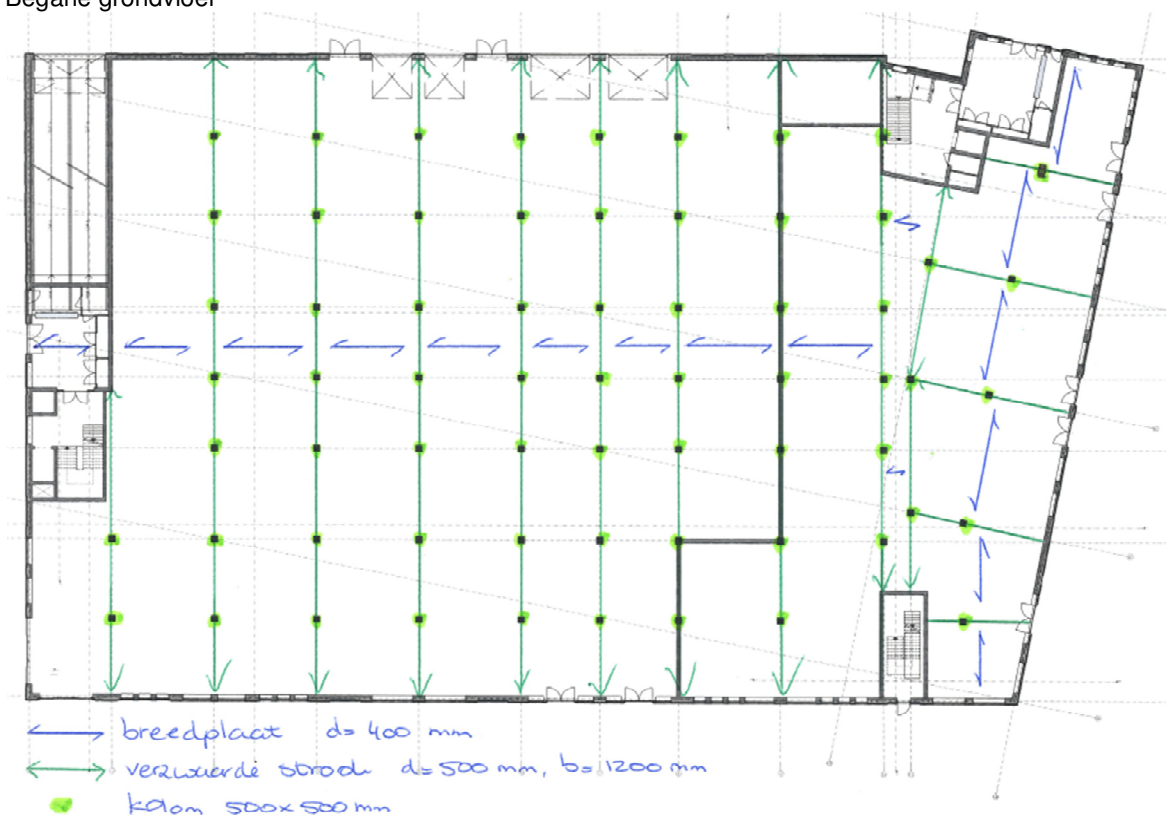 Begane grondvloer
breedplaat d= 400 mm
verzwaarde strook d=500 mm, b=1200 mm
kolom 500x500 mm